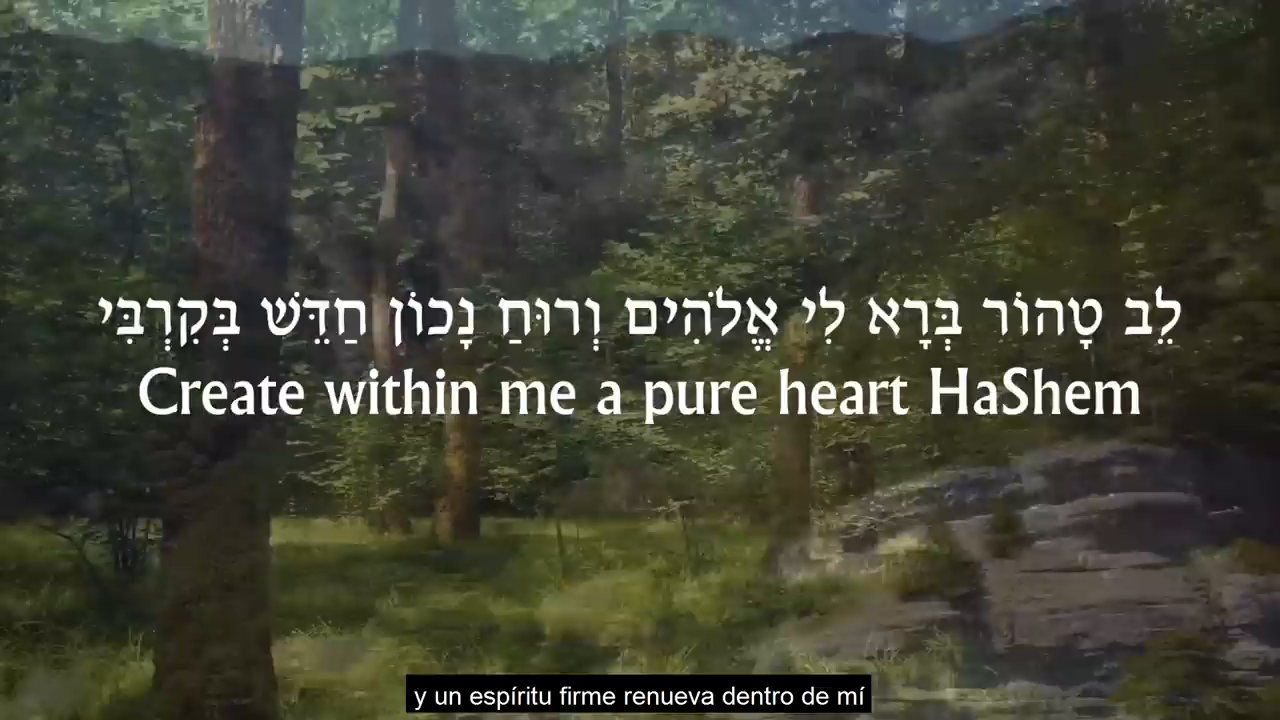 לֵב טָהוֹר בְּרָא לִי אֱלֹהִים וְרוּחַ נָכוֹן חַדֵּשׁ בְּקִרְבִּי
Create within me a pure heart HaShem
y un espíritu firme renueva dentro de mí